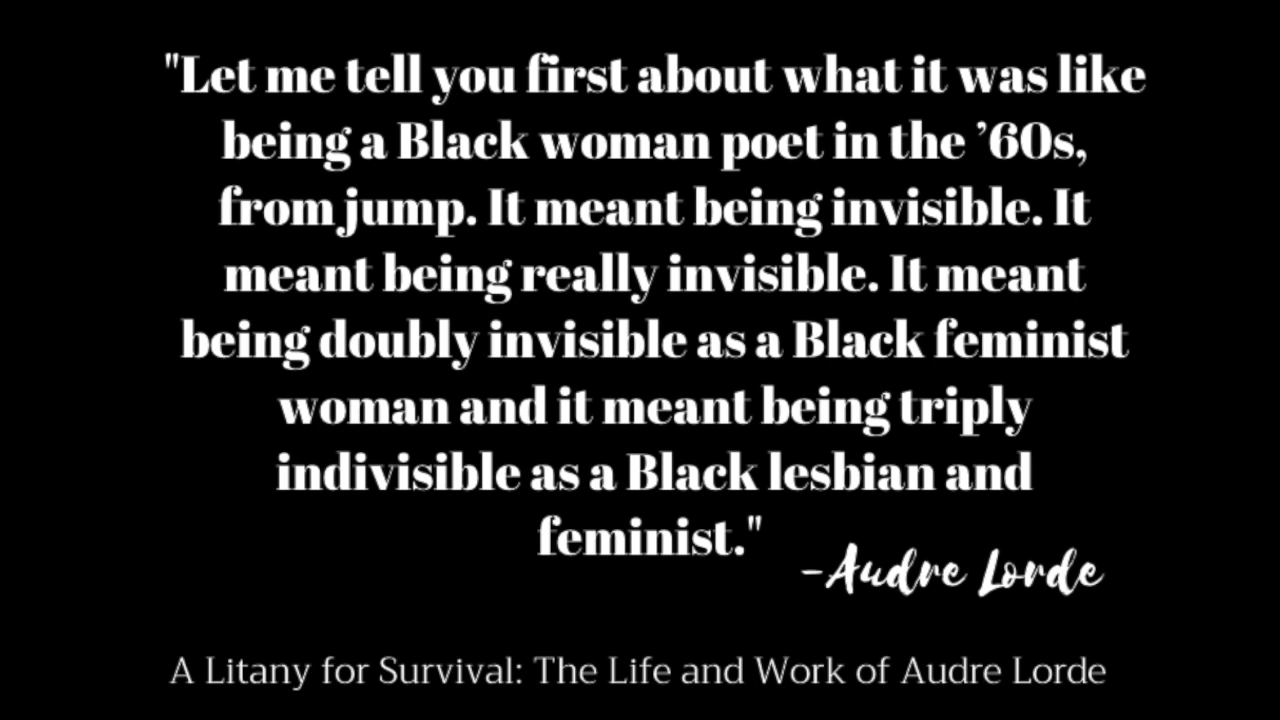 "Let me tell you first about what it was like
being a Black woman poet in the ’60s,
from jump. It meant being invisible. It
meant being really invisible. It meant
being doubly invisible as a Black feminist
woman and it meant being triply
indivisible as a Black lesbian and
feminist."
-Audre Lorde
A Litany for Survival: The Life and Work of Audre Lorde